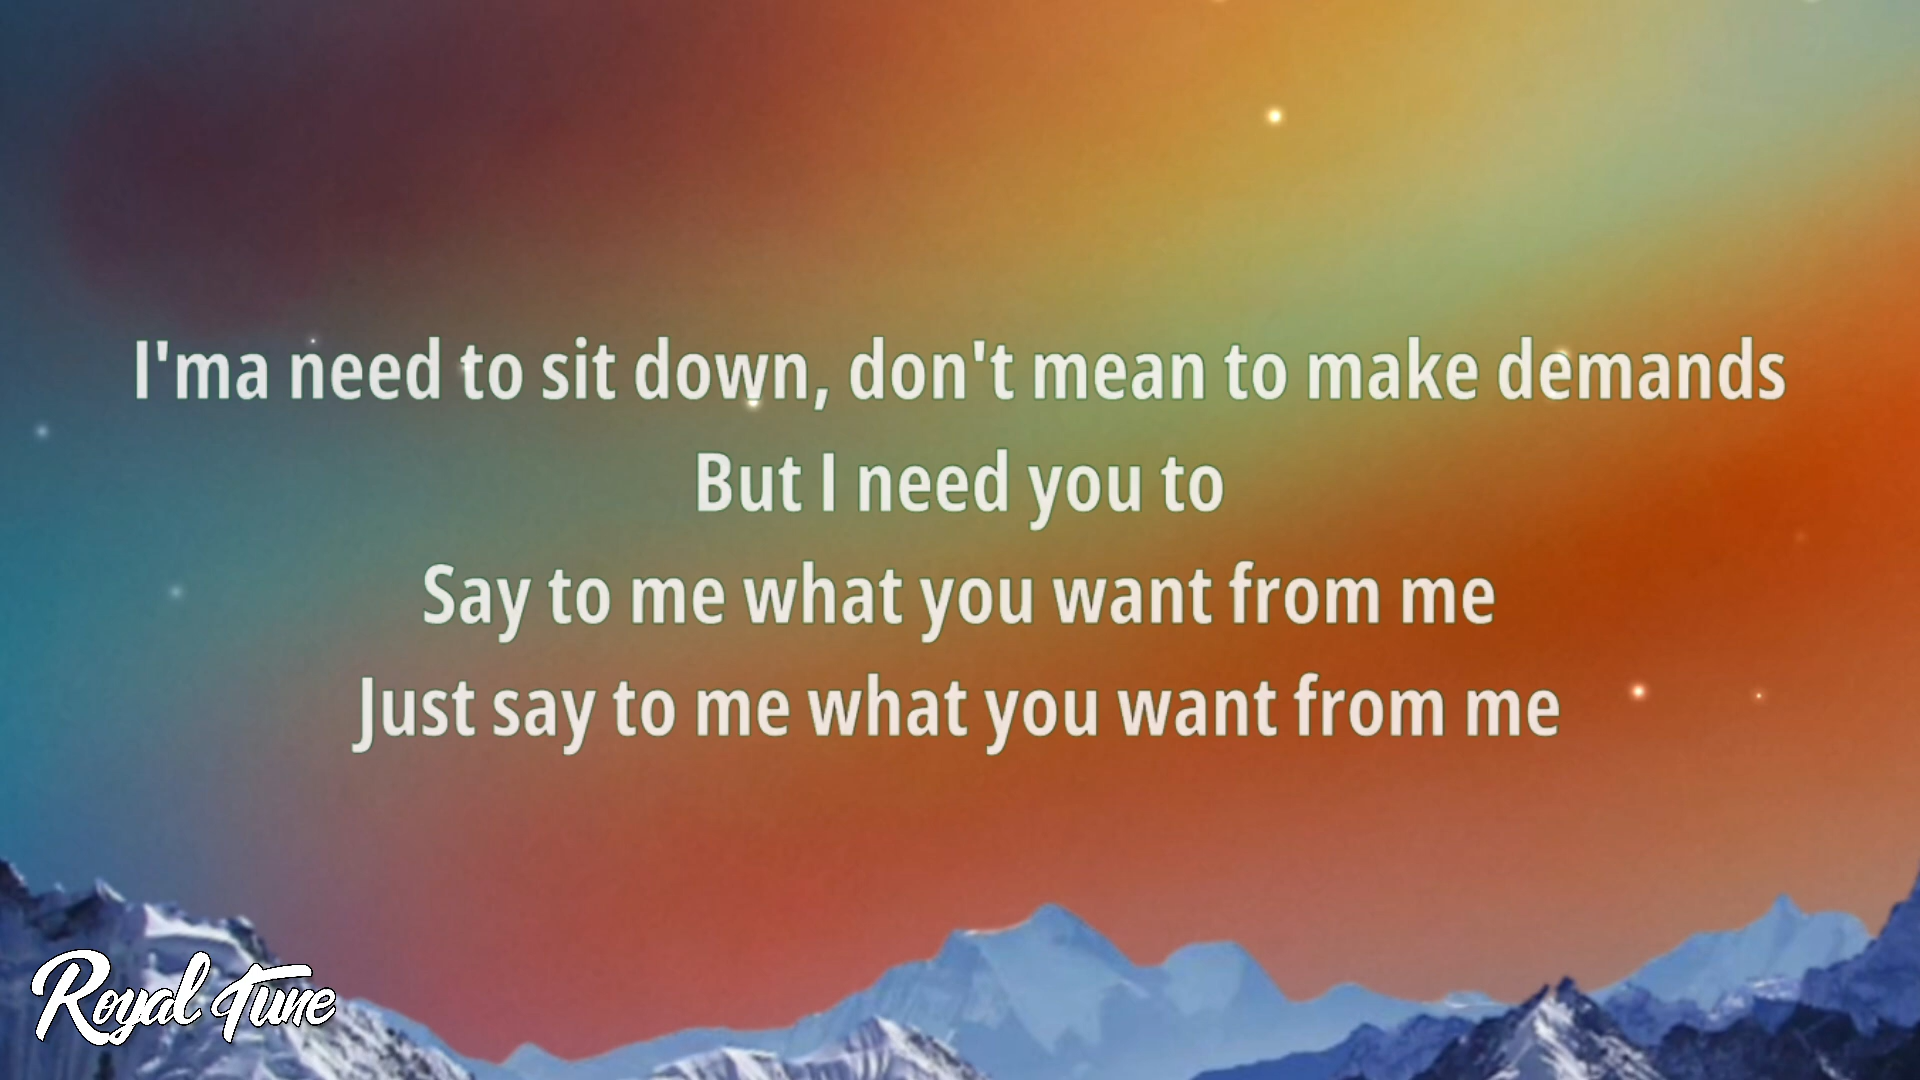 I'ma need to sit down, don't mean to make demands
But I need you to
Say to me what you want from me
Just say to me what you want from me
Royal Tune